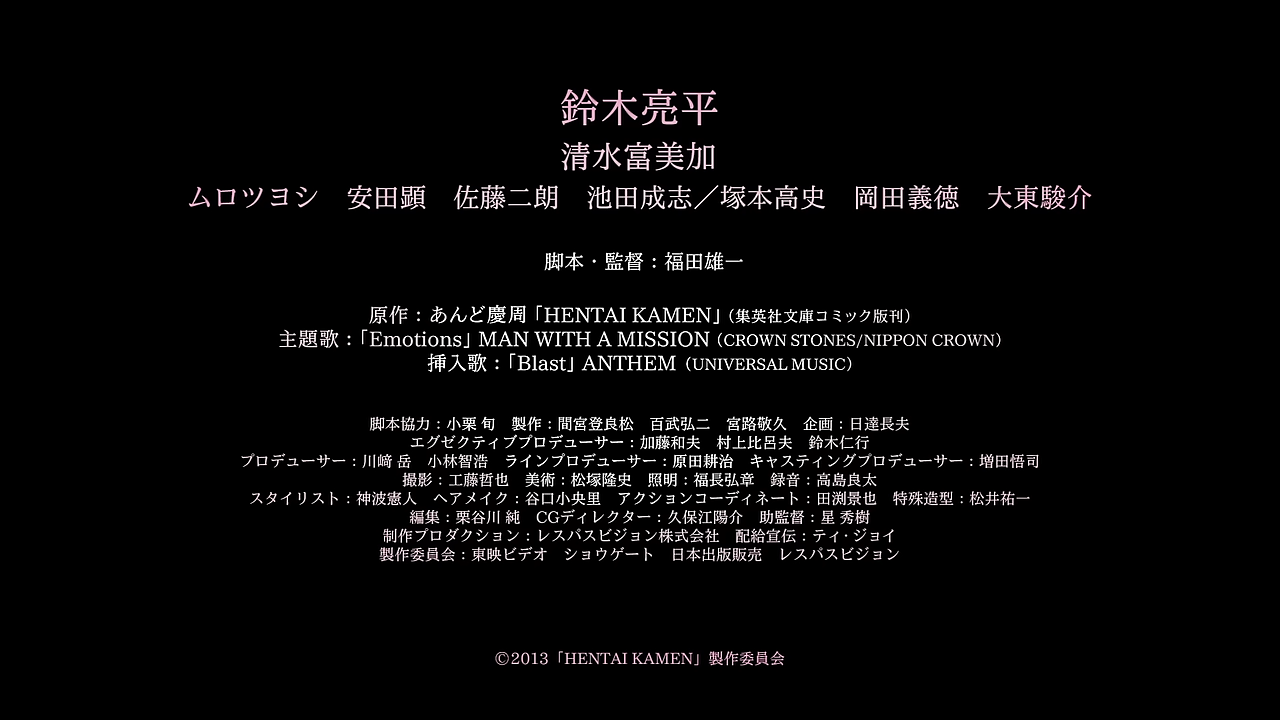 鈴木亮平
清水富美加
ムロツヨシ　安田顕　佐藤二朗　池田成志／塚本高史　岡田義徳　大東駿介
脚本・監督：福田雄一
原作：あんど慶周「HENTAI KAMEN」（集英社文庫コミック版刊）
主題歌：「Emotions」 MAN WITH A MISSION（CROWN STONES/NIPPON CROWN）
挿入歌：「Blast」 ANTHEM（UNIVERSAL MUSIC）
脚本協力：小栗 旬　製作：間宮登良松　百武弘二　宮路敬久　企画：日達長夫
エグゼクティブプロデューサー：加藤和夫　村上比呂夫　鈴木仁行
プロデューサー：川﨑 岳　小林智浩　ラインプロデューサー：原田耕治　キャスティングプロデューサー：増田悟司
撮影：工藤哲也　美術：松塚隆史　照明：福長弘章　録音：高島良太
スタイリスト：神波憲人　ヘアメイク：谷口小央里　アクションコーディネート：田渕景也　特殊造型：松井祐一
編集：栗谷川 純　CGディレクター：久保江陽介　助監督：星 秀樹
制作プロダクション：レスパスビジョン株式会社　配給宣伝：ティ・ジョイ
製作委員会：東映ビデオ　ショウゲート　日本出版販売　レスパスビジョン
©2013「HENTAI KAMEN」製作委員会